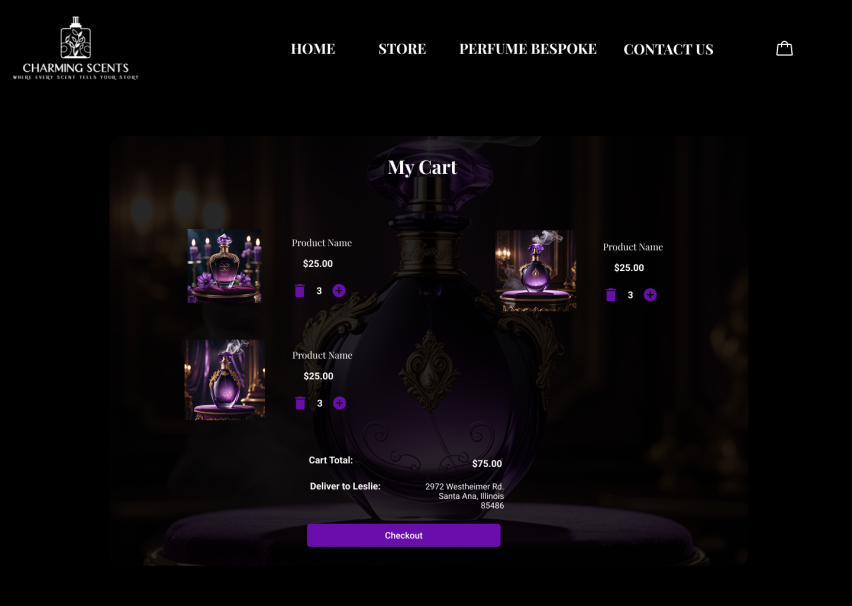 CHARMING SCENTS
WHERE EVERY SCENT TELLS YOUR STORY
HOME STORE PERFUME BESPOKE CONTACT US
My Cart
Product Name
$25.00
3
Product Name
$25.00
3
Product Name
$25.00
3
Cart Total:
$75.00
Deliver to Leslie:
2972 Westheimer Rd.
Santa Ana, Illinois
85486
Checkout